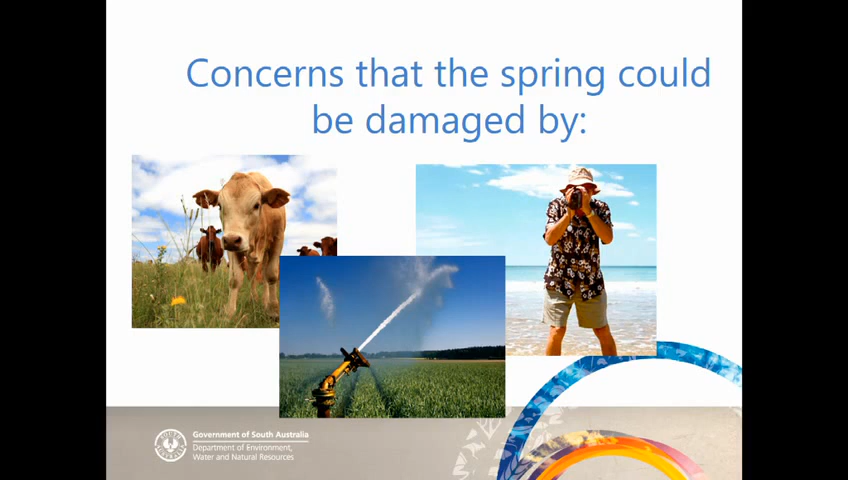 Concerns that the spring could
be damaged by:
Government of South Australia
Department of Environment,
Water and Natural Resources